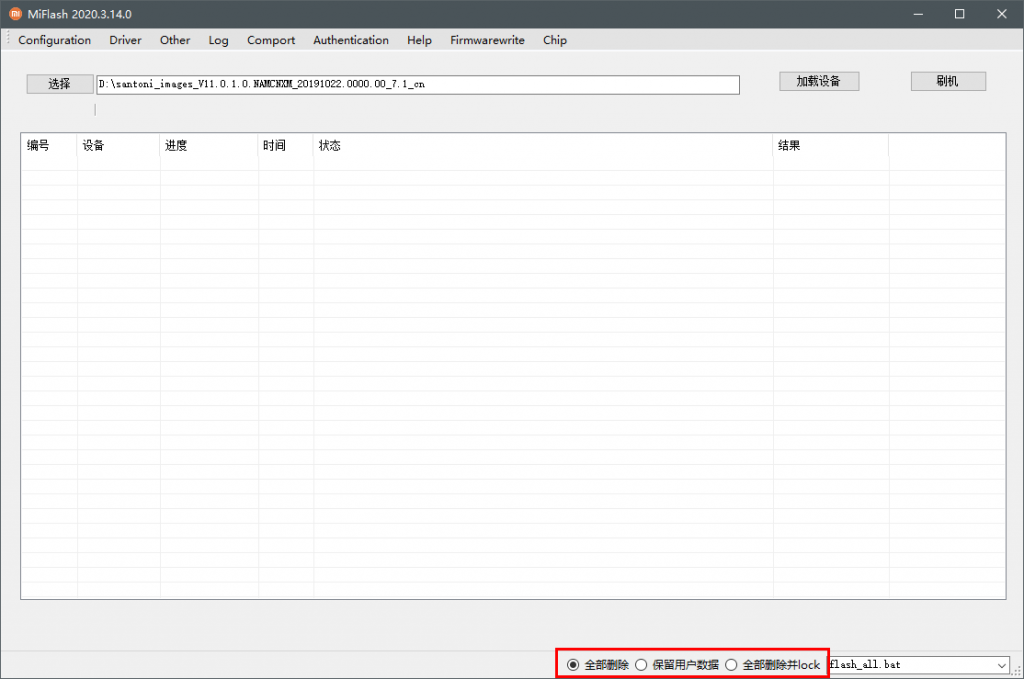 MiFlash 2020.3.14.0
Configuration Driver Other Log Comport Authentication Help Firmwarewrite Chip
选择 D:\santoni_images_V11.0.1.0.NAMCNXM_20191022.0000.00_7.1_cn 加载设备 刷机
编号 设备 进度 时间 状态 结果
全部删除 保留用户数据 全部删除并lock flash_all.bat